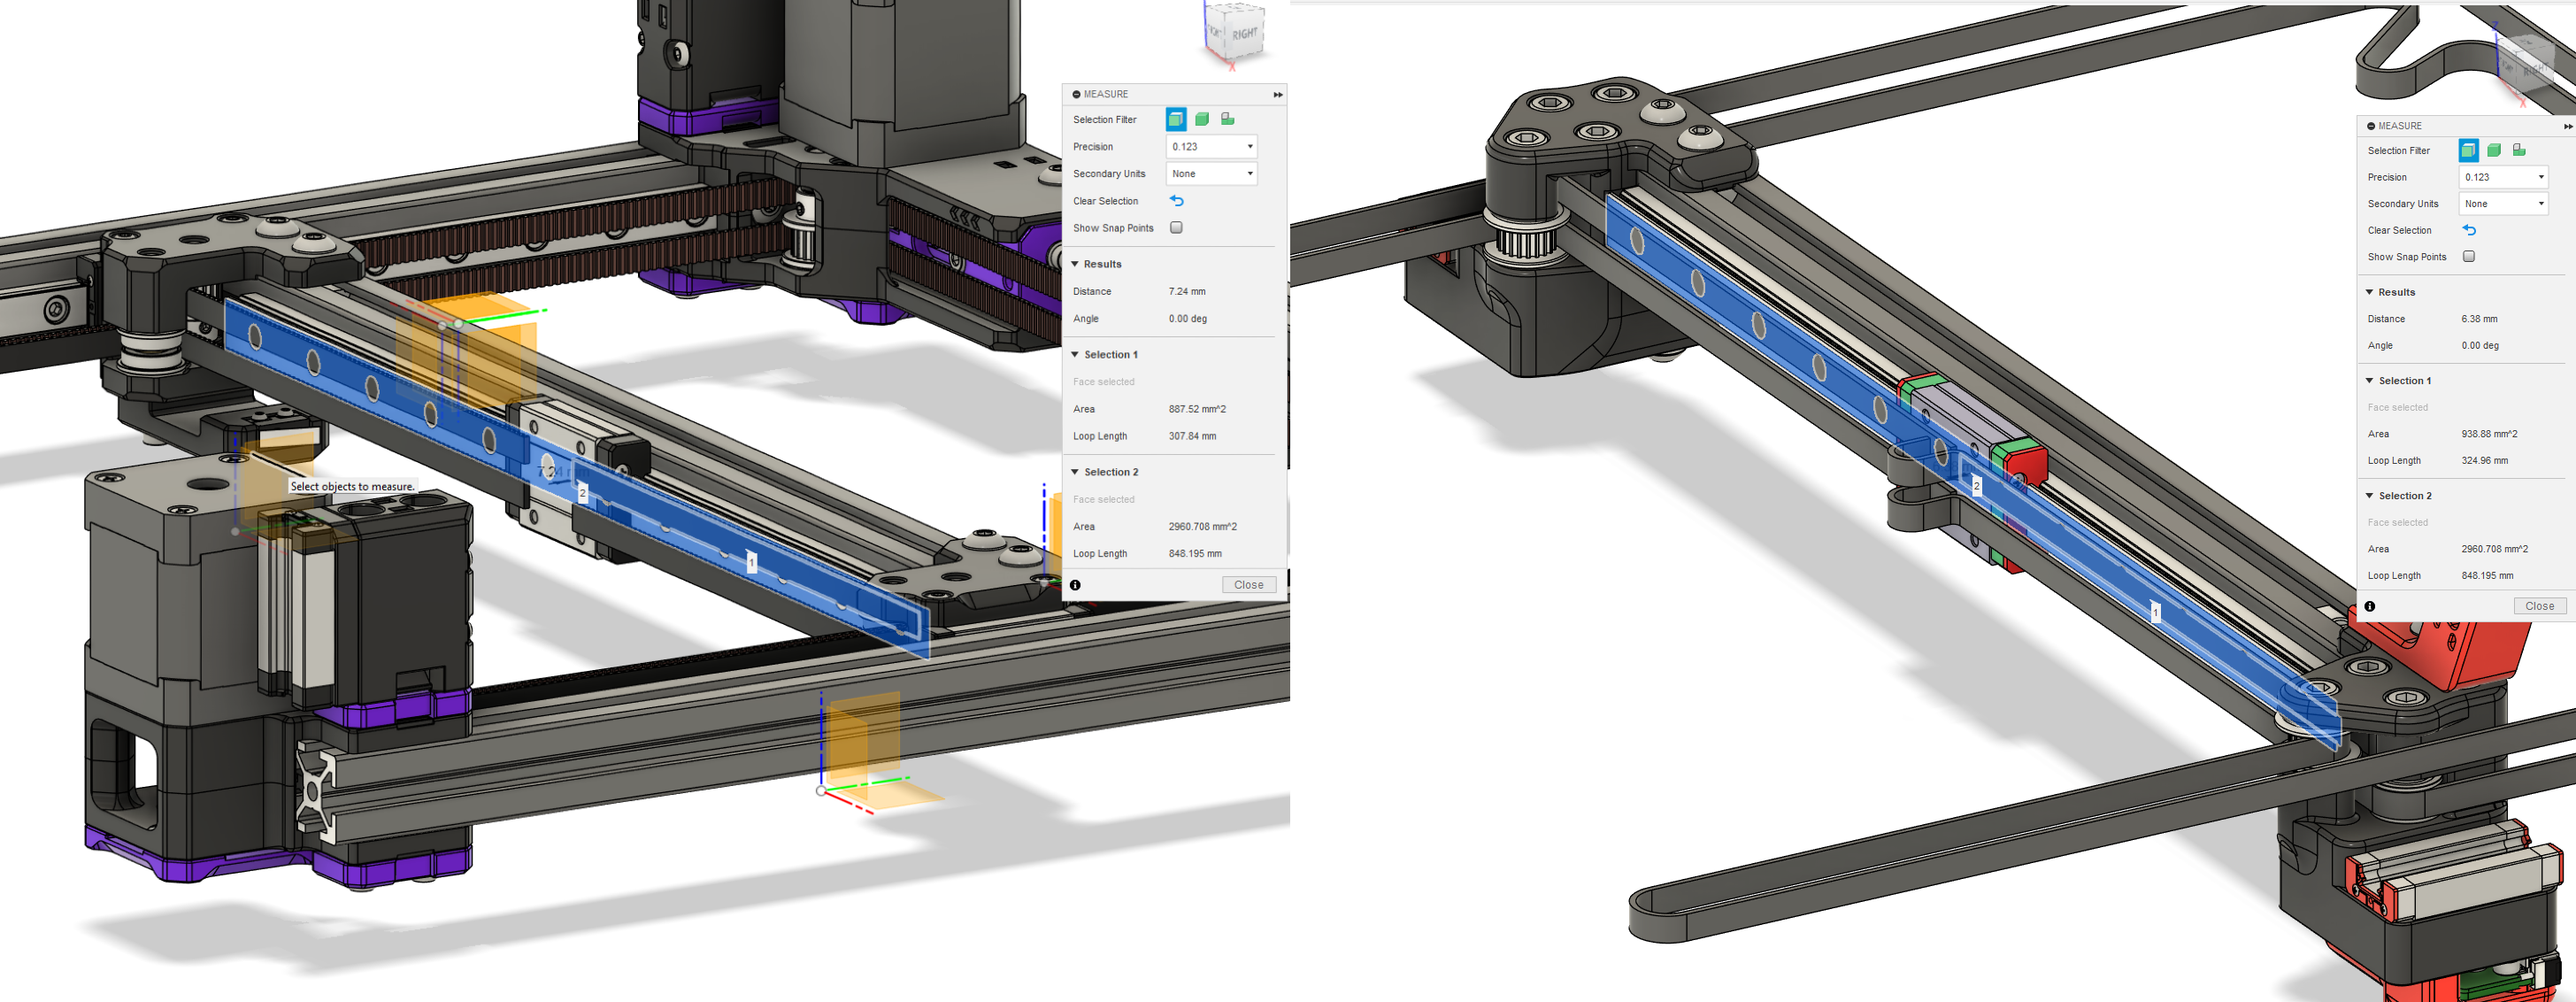 RIGHT
X
MEASURE
Selection Filter
Precision 0.123
Secondary Units None
Clear Selection
Show Snap Points
Results
Distance 7.24 mm
Angle 0.00 deg
Selection 1
Face selected
Area 887.52 mm^2
Loop Length 307.84 mm
Selection 2
Face selected
Area 2960.708 mm^2
Loop Length 848.195 mm
Close
Select objects to measure.
2
1
Z
RIGHT
X
MEASURE
Selection Filter
Precision 0.123
Secondary Units None
Clear Selection
Show Snap Points
Results
Distance 6.38 mm
Angle 0.00 deg
Selection 1
Face selected
Area 938.88 mm^2
Loop Length 324.96 mm
Selection 2
Face selected
Area 2960.708 mm^2
Loop Length 848.195 mm
Close
2
1